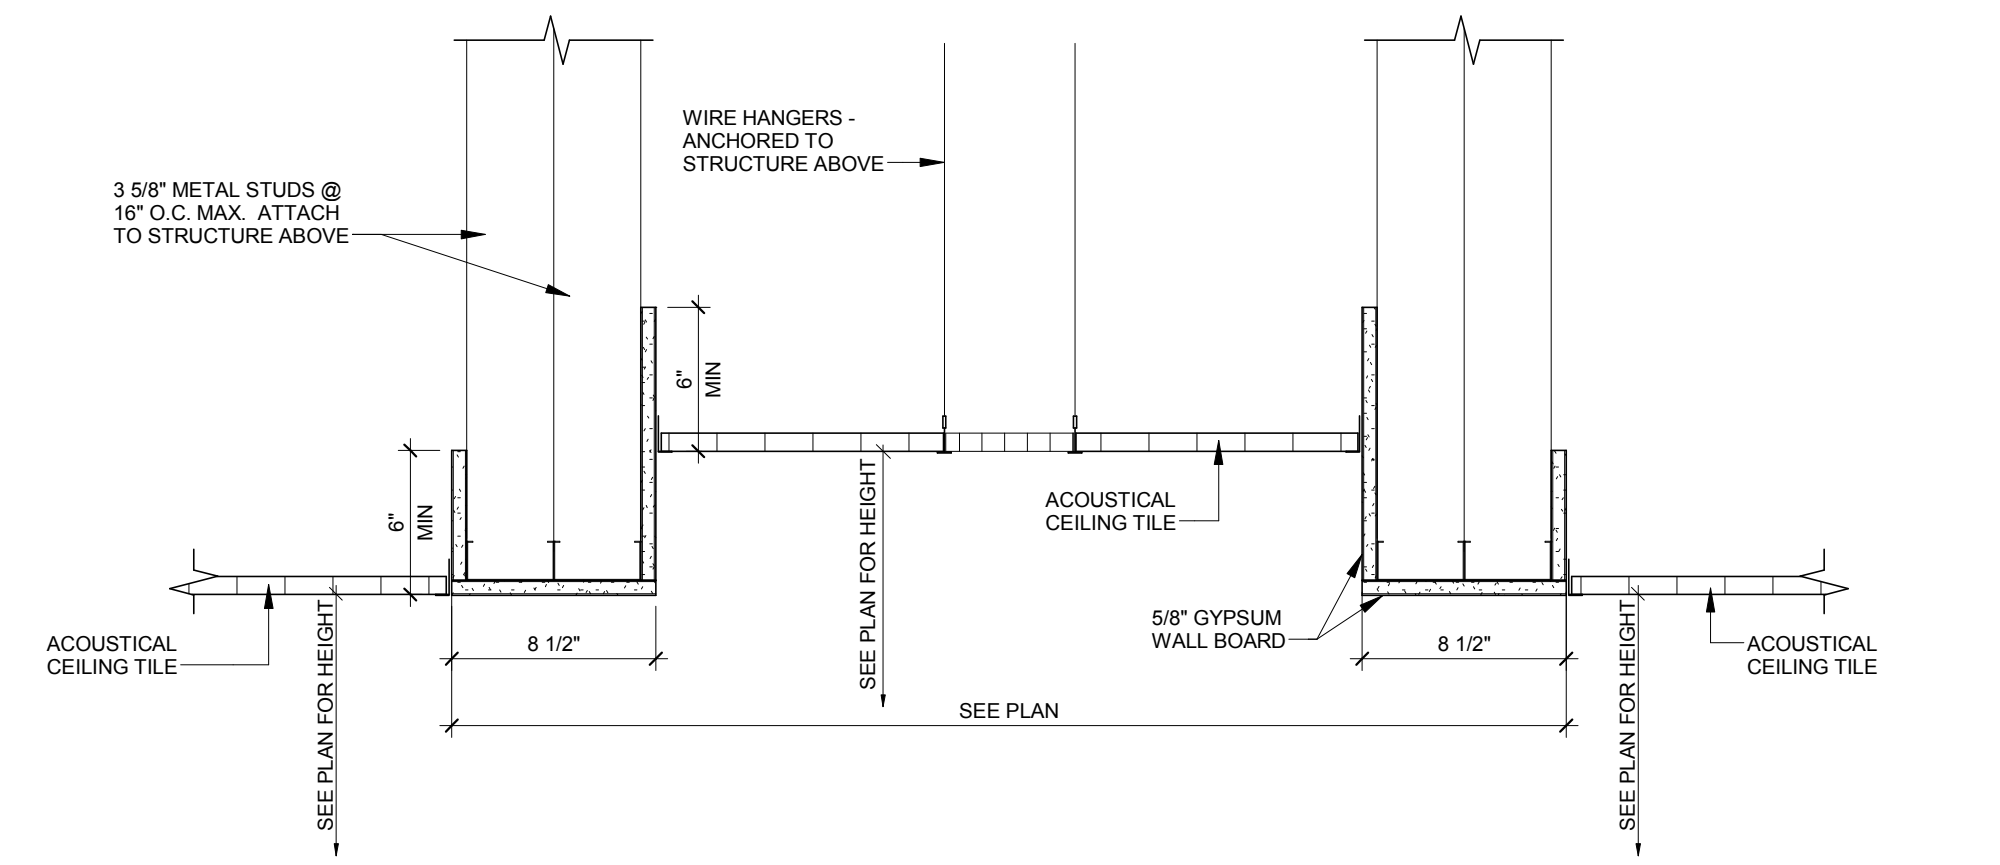 WIRE HANGERS -
ANCHORED TO
STRUCTURE ABOVE
3 5/8" METAL STUDS @
16" O.C. MAX.  ATTACH
TO STRUCTURE ABOVE
6"
MIN
6"
MIN
ACOUSTICAL
CEILING TILE
SEE PLAN FOR HEIGHT
5/8" GYPSUM
WALL BOARD
ACOUSTICAL
CEILING TILE
8 1/2"
8 1/2"
ACOUSTICAL
CEILING TILE
SEE PLAN FOR HEIGHT
SEE PLAN
SEE PLAN FOR HEIGHT